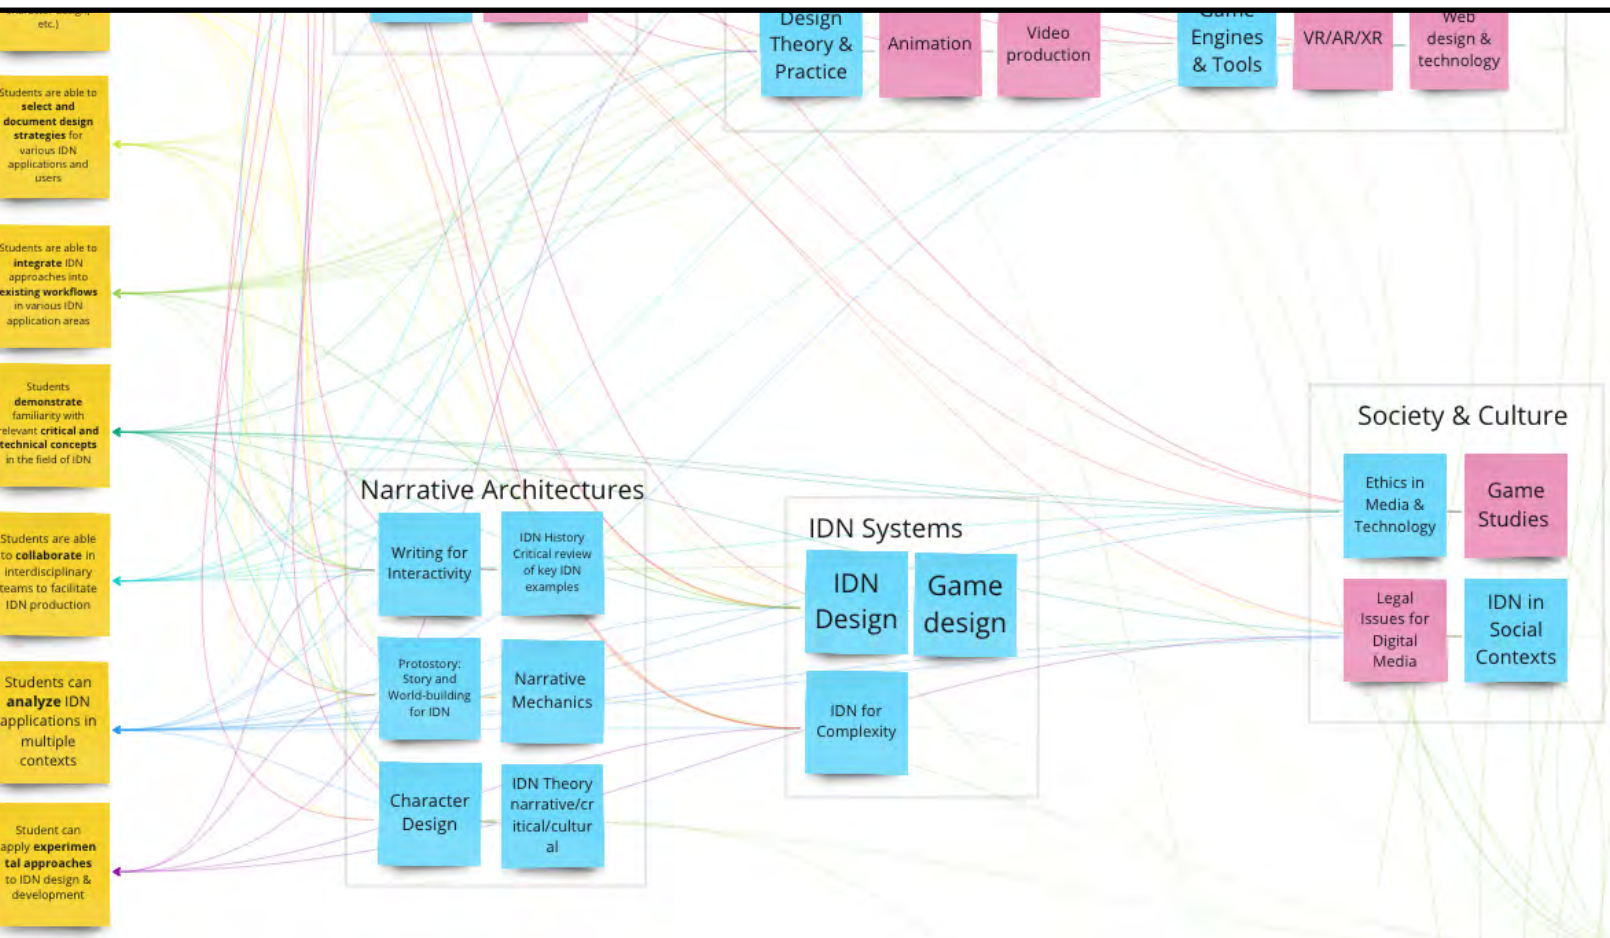 etc.)
Design
Theory &
Practice
Animation
Video
production
Game
Engines
& Tools
VR/AR/XR
Web
design &
technology
Students are able to
select and
document design
strategies for
various IDN
applications and
users
Students are able to
integrate IDN
approaches into
existing workflows
in various IDN
application areas
Students
demonstrate
familiarity with
relevant critical and
technical concepts
in the field of IDN
Students are able
to collaborate in
interdisciplinary
teams to facilitate
IDN production
Students can
analyze IDN
applications in
multiple
contexts
Student can
apply experimen
tal approaches
to IDN design &
development
Narrative Architectures
Writing for
Interactivity
IDN History
Critical review
of key IDN
examples
Protostory:
Story and
World-building
for IDN
Narrative
Mechanics
Character
Design
IDN Theory
narrative/cr
itical/cultur
al
IDN Systems
IDN
Design
Game
design
IDN for
Complexity
Society & Culture
Ethics in
Media &
Technology
Game
Studies
Legal
Issues for
Digital
Media
IDN in
Social
Contexts